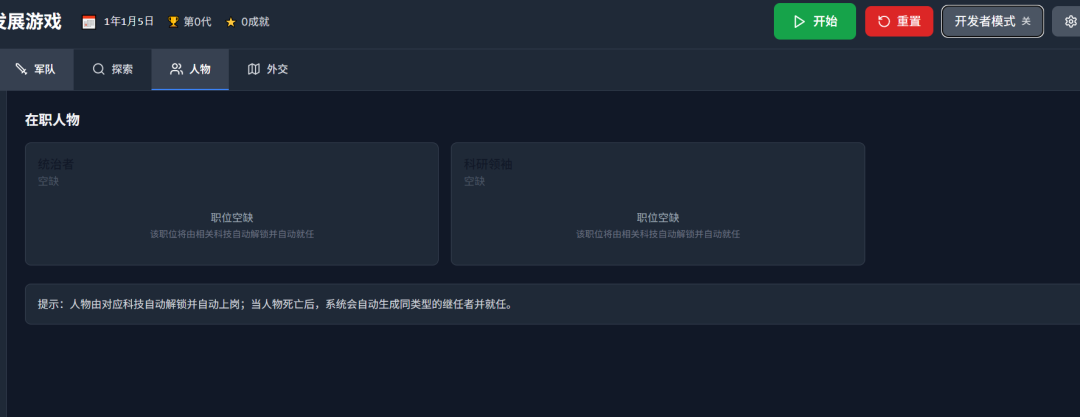 发展游戏 1年1月5日 第0代 0成就 开始 重置 开发者模式 关
军队 探索 人物 外交
在职人物
统治者 科研领袖
空缺 空缺
职位空缺 职位空缺
该职位将由相关科技自动解锁并自动就任 该职位将由相关科技自动解锁并自动就任
提示：人物由对应科技自动解锁并自动上岗；当人物死亡后，系统会自动生成同类型的继任者并就任。